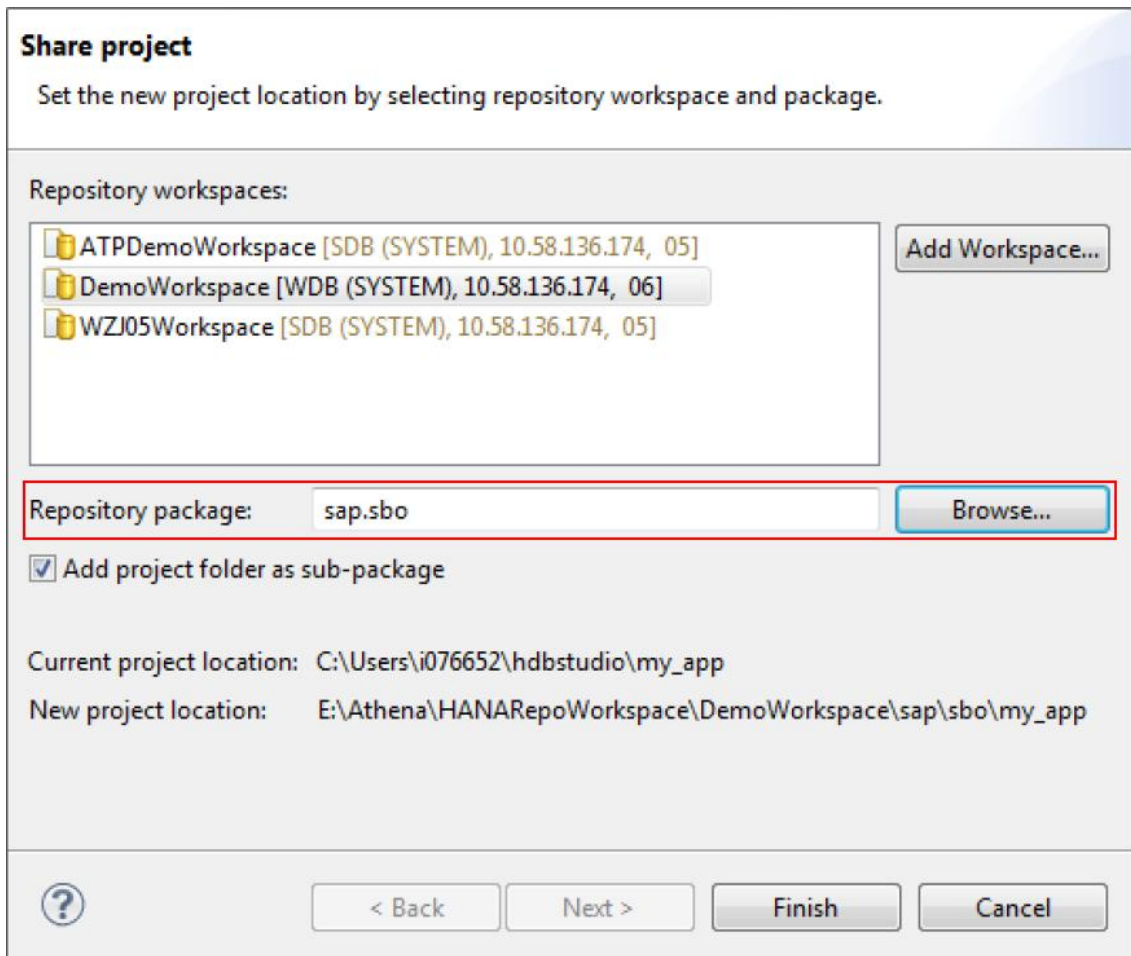 Share project
Set the new project location by selecting repository workspace and package.
Repository workspaces:
ATPDemoWorkspace [SDB (SYSTEM), 10.58.136.174, 05]
Add Workspace...
DemoWorkspace [WDB (SYSTEM), 10.58.136.174, 06]
WZJ05Workspace [SDB (SYSTEM), 10.58.136.174, 05]
Repository package: sap.sbo Browse...
Add project folder as sub-package
Current project location: C:\Users\i076652\hdbstudio\my_app
New project location: E:\Athena\HANARepoWorkspace\DemoWorkspace\sap\sbo\my_app
? < Back Next > Finish Cancel